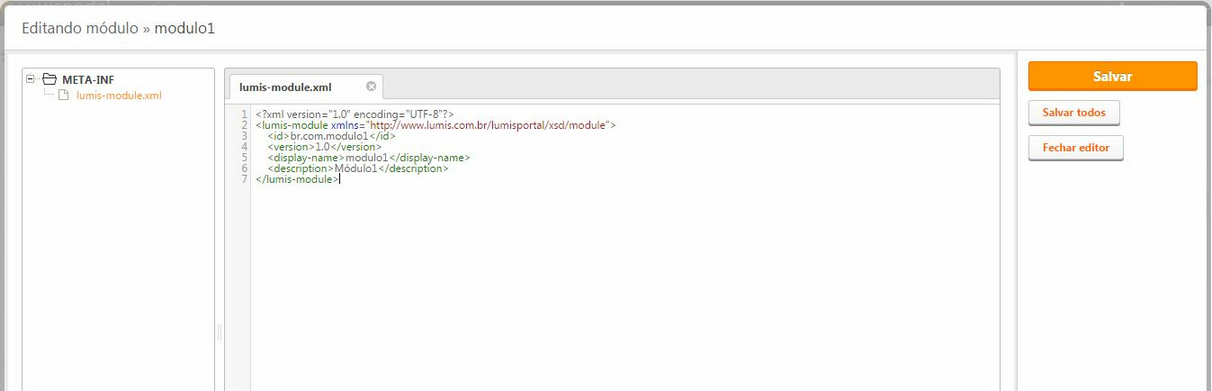 Editando módulo » modulo1
META-INF
lumis-module.xml
lumis-module.xml
1 <?xml version="1.0" encoding="UTF-8"?>
2 <lumis-module xmlns="http://www.lumis.com.br/lumisportal/xsd/module">
3 <id>br.com.modulo1</id>
4 <version>1.0</version>
5 <display-name>modulo1</display-name>
6 <description>Módulo1</description>
7 </lumis-module>
Salvar
Salvar todos
Fechar editor